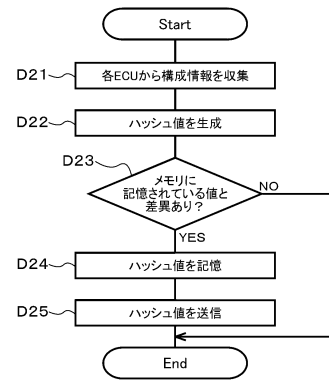 Start
D21
各ECUから構成情報を収集
D22
ハッシュ値を生成
D23
メモリに
記憶されている値と
差異あり？
NO
YES
D24
ハッシュ値を記憶
D25
ハッシュ値を送信
End